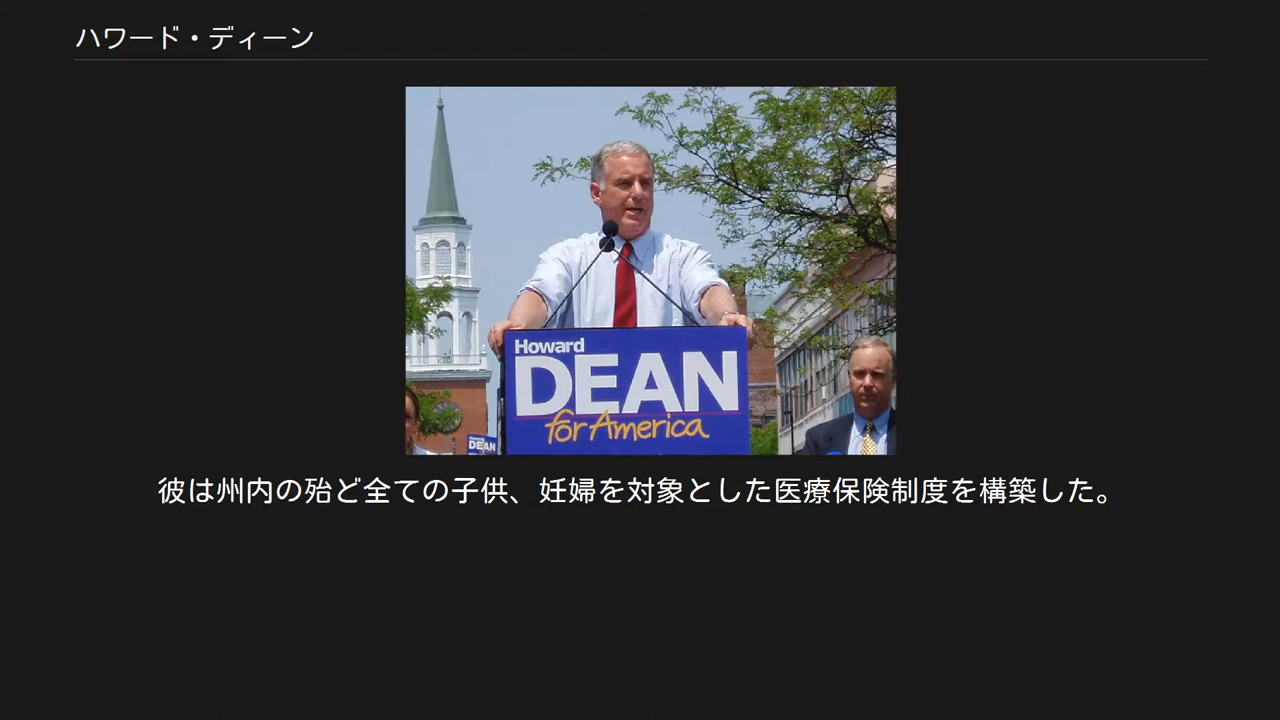 ハワード・ディーン
Howard
DEAN
for America
Howard
DEAN
彼は州内の殆ど全ての子供、妊婦を対象とした医療保険制度を構築した。